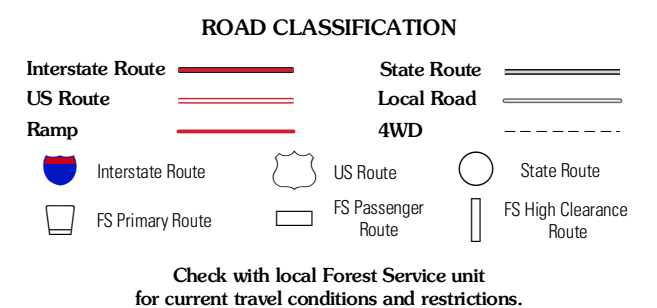 ROAD CLASSIFICATION
Interstate Route
State Route
US Route
Local Road
Ramp
4WD
Interstate Route
US Route
State Route
FS Primary Route
FS Passenger
Route
FS High Clearance
Route
Check with local Forest Service unit
for current travel conditions and restrictions.